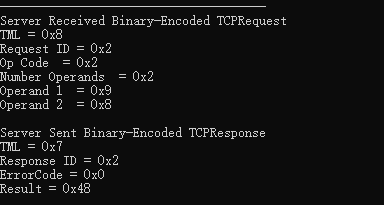 Server Received Binary-Encoded TCPRequest
TML = 0x8
Request ID = 0x2
Op Code  = 0x2
Number Operands  = 0x2
Operand 1  = 0x9
Operand 2  = 0x8
Server Sent Binary-Encoded TCPResponse
TML = 0x7
Response ID = 0x2
ErrorCode = 0x0
Result = 0x48